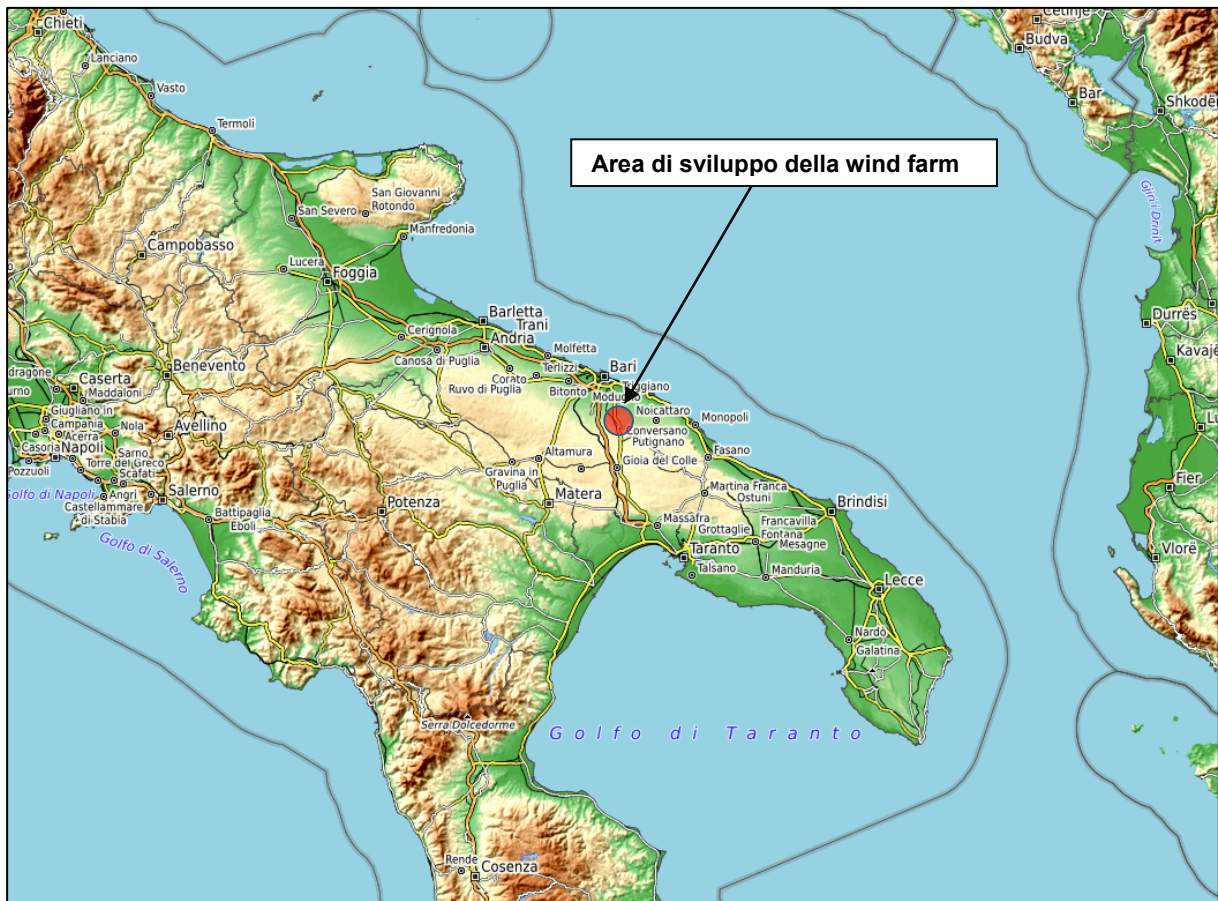 Chieti
Lanciano
Vasto
Termoli
Cetinje
Budva
Bar
Shkodër
Area di sviluppo della wind farm
San Giovanni
Rotondo
San Severo
Manfredonia
Gjiri i Drinit
Campobasso
Lucera
Foggia
Barletta
Trani
Andria
Cerignola
Canosa di Puglia
Molfetta
Terlizzi
Corato
Ruvo di Puglia
Bitonto
Bari
Triggiano
Modugno
Noicattaro
Monopoli
Conversano
Putignano
Durrës
Kavajë
Benevento
Caserta
Maddaloni
Giugliano in
Campania
Acerra
Nola
Avellino
Casoria
Napoli
Sarno
Pozzuoli
Torre del Greco
Scafati
Angri
Golfo di Napoli
Castellammare
di Stabia
Salerno
Battipaglia
Eboli
Golfo di Salerno
Potenza
Altamura
Gravina in
Puglia
Matera
Gioia del Colle
Fasano
Martina Franca
Ostuni
Brindisi
Massafra
Grottaglie
Francavilla
Fontana
Mesagne
Taranto
Talsano
Manduria
Lecce
Nardò
Galatina
Fier
Vlorë
Serra Dolcedorme
Golfo di Taranto
Rende
Cosenza